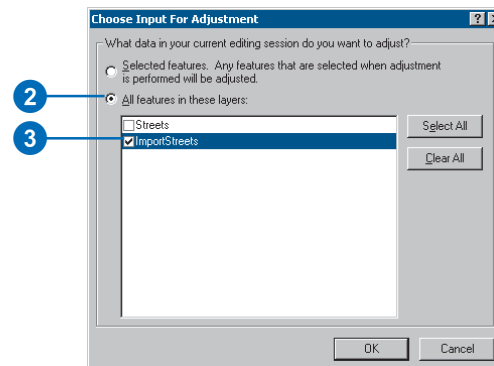 Choose Input For Adjustment
What data in your current editing session do you want to adjust?
Selected features. Any features that are selected when adjustment
is performed will be adjusted.
2
All features in these layers:
Streets
Select All
3
ImportStreets
Clear All
OK
Cancel